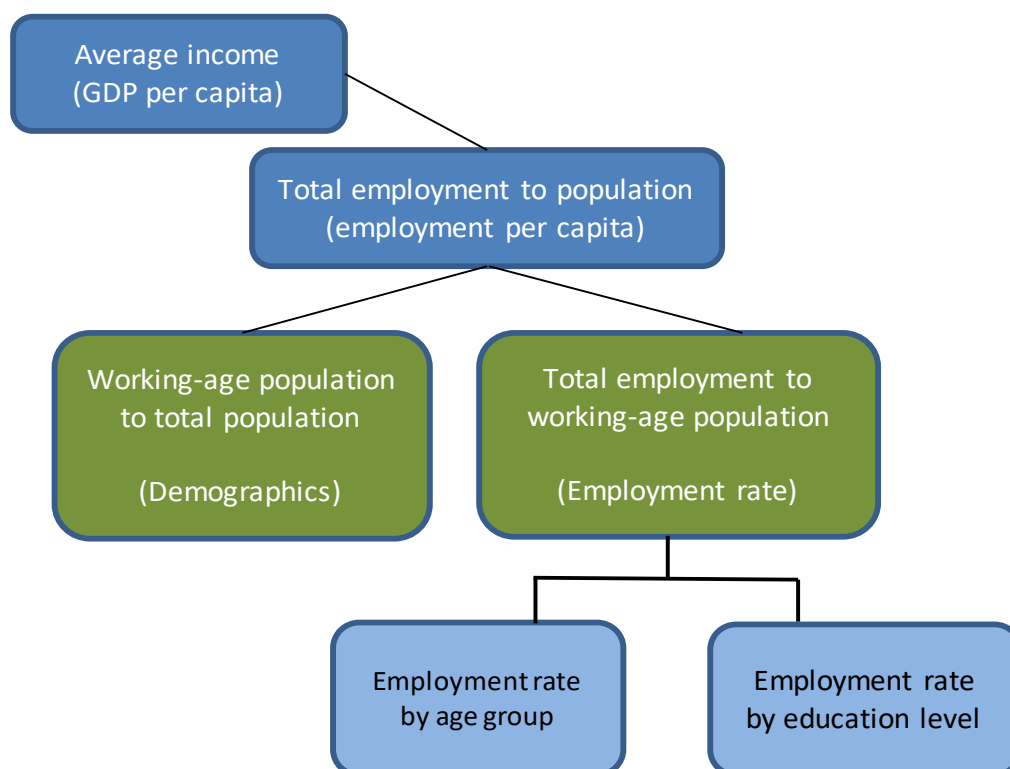 Average income
(GDP per capita)
Total employment to population
(employment per capita)
Working-age population
to total population
(Demographics)
Total employment to
working-age population
(Employment rate)
Employment rate
by age group
Employment rate
by education level